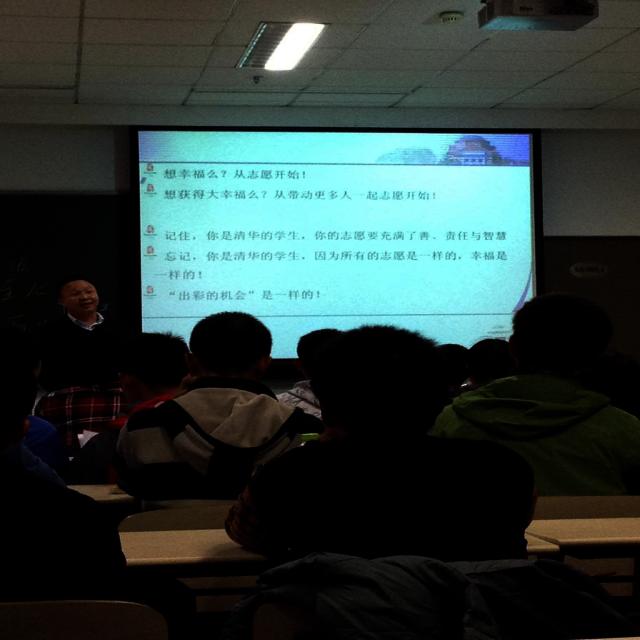 想幸福么？从志愿开始！
想获得大幸福么？从带动更多人一起志愿开始！
记住，你是清华的学生，你的志愿要充满了善、责任与智慧
忘记，你是清华的学生，因为所有的志愿是一样的，幸福是
一样的！
“出彩的机会”是一样的！